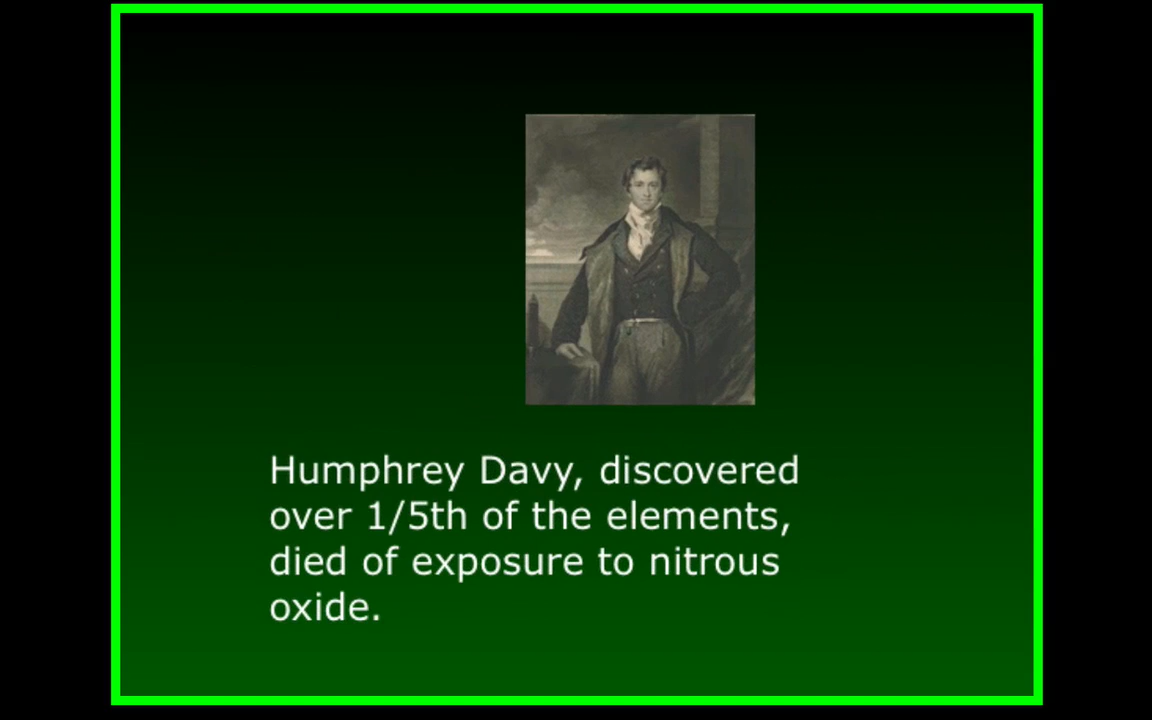 Humphrey Davy, discovered
over 1/5th of the elements,
died of exposure to nitrous
oxide.